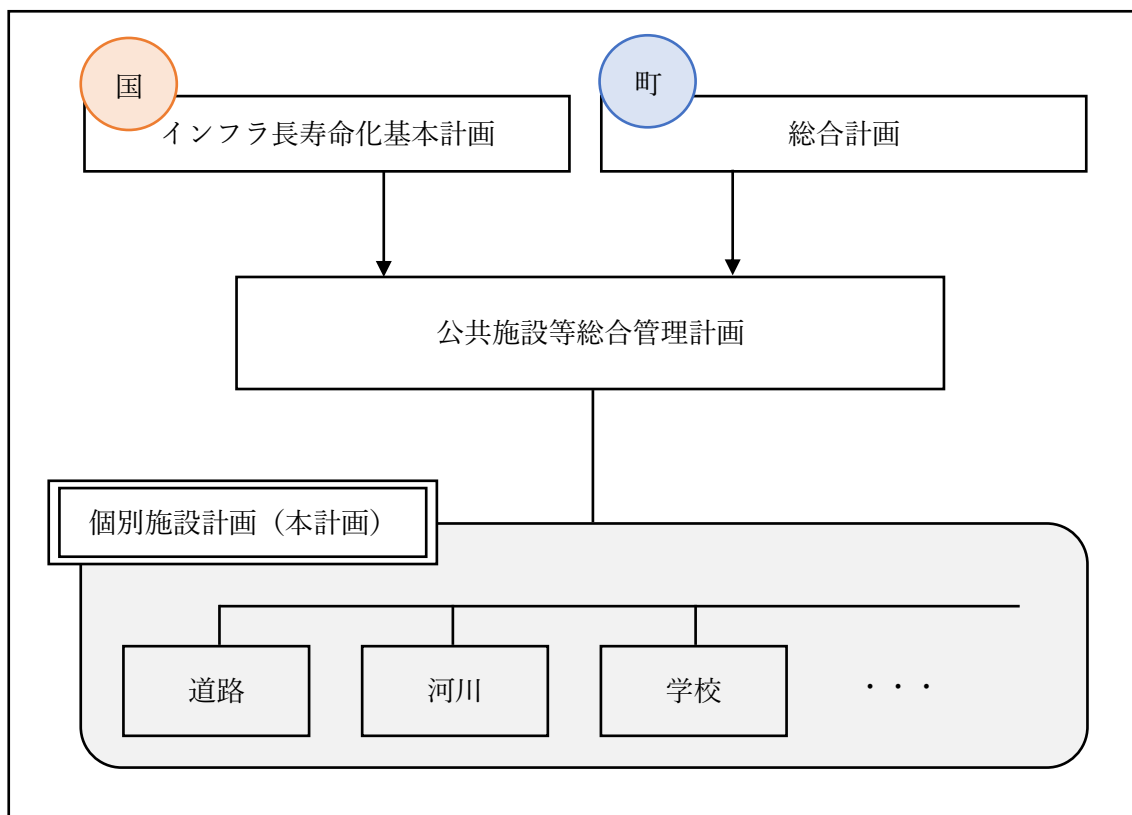 国
インフラ長寿命化基本計画
町
総合計画
公共施設等総合管理計画
個別施設計画（本計画）
道路
河川
学校
・・・